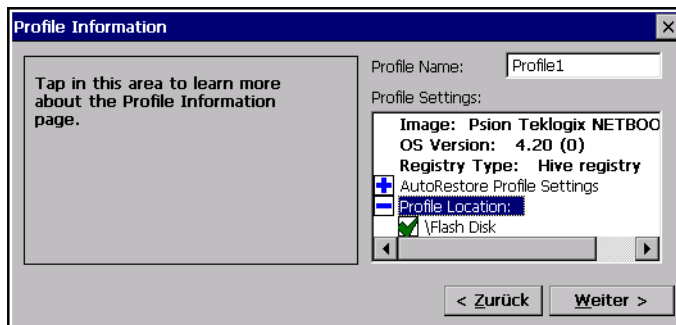 Profile Information
Tap in this area to learn more
about the Profile Information
page.
Profile Name: Profile1
Profile Settings:
Image: Psion Teklogix NETBOO
OS Version: 4.20 (0)
Registry Type: Hive registry
AutoRestore Profile Settings
Profile Location:
\Flash Disk
< Zurück
Weiter >